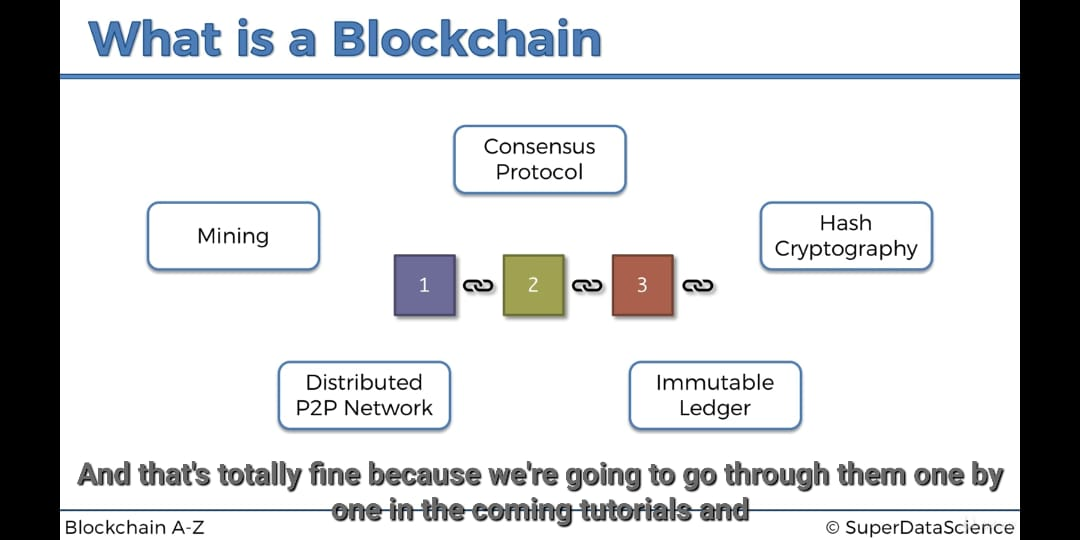 What is a Blockchain
Consensus
Protocol
Mining
Hash
Cryptography
1
2
3
Distributed
P2P Network
Immutable
Ledger
And that's totally fine because we're going to go through them one by
one in the coming tutorials and
Blockchain A-Z
© SuperDataScience